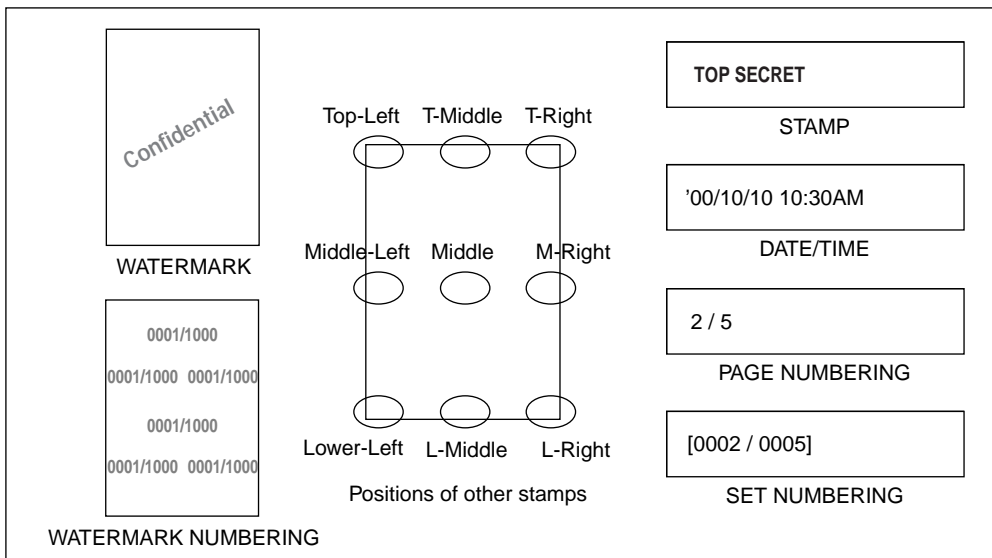 Confidential
WATERMARK
0001/1000
0001/1000 0001/1000
0001/1000
0001/1000 0001/1000
WATERMARK NUMBERING
Top-Left T-Middle T-Right
Middle-Left Middle M-Right
Lower-Left L-Middle L-Right
Positions of other stamps
TOP SECRET
STAMP
'00/10/10 10:30AM
DATE/TIME
2 / 5
PAGE NUMBERING
[0002 / 0005]
SET NUMBERING